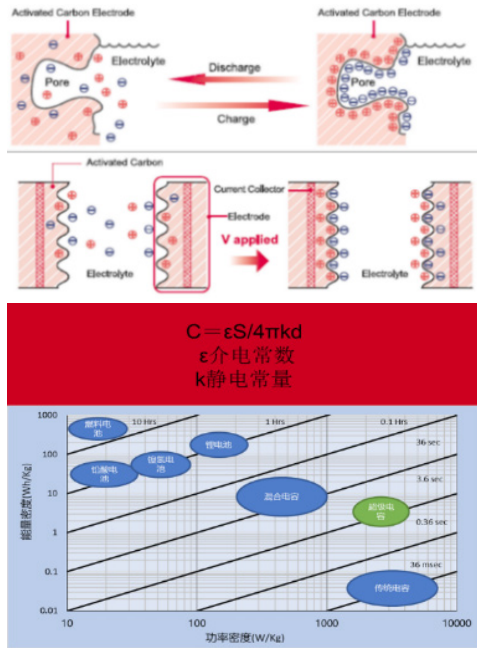 Activated Carbon Electrode
Activated Carbon Electrode
Electrolyte
Electrolyte
Pore
Discharge
Pore
Charge
Activated Carbon
Current Collector
Electrode
V applied
Electrolyte
Electrolyte
C＝εS/4πkd
ε介电常数
k静电常量
能量密度(Wh/Kg)
1000
100
10
1
0.1
0.01
10 Hrs
1 Hrs
0.1 Hrs
36 sec
3.6 sec
0.36 sec
36 msec
燃料电
池
铅酸电
池
镍氢电
池
锂电池
混合电容
超级电
容
传统电容
10
100
1000
10000
功率密度(W/Kg)